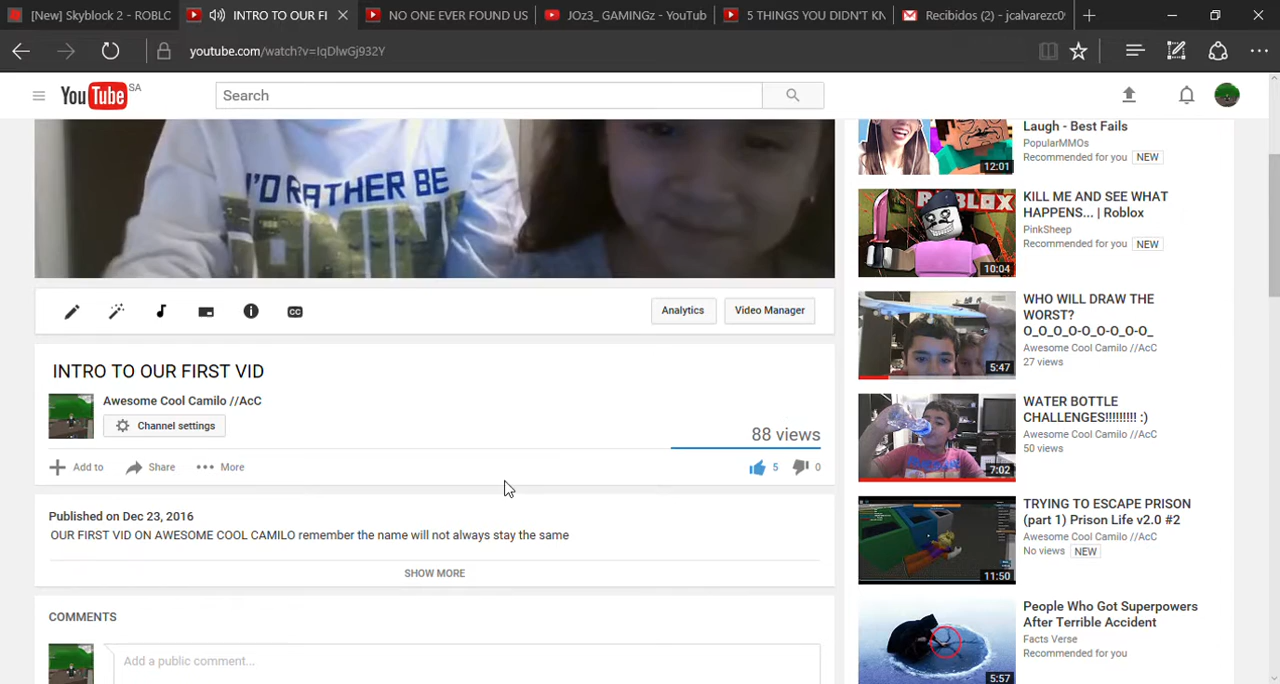 [New] Skyblock 2 - ROBLC
INTRO TO OUR FI
NO ONE EVER FOUND US
JOz3_ GAMINGz - YouTub
5 THINGS YOU DIDN'T KN
Recibidos (2) - jcalvarezc0
youtube.com/watch?v=IqDlwGj932Y
YouTube SA
Search
I'D RATHER BE
Analytics
Video Manager
INTRO TO OUR FIRST VID
Awesome Cool Camilo //AcC
Channel settings
88 views
Add to
Share
More
5
0
Published on Dec 23, 2016
OUR FIRST VID ON AWESOME COOL CAMILO remember the name will not always stay the same
SHOW MORE
COMMENTS
Add a public comment...
12:01
Laugh - Best Fails
PopularMMOs
Recommended for you NEW
10:04
KILL ME AND SEE WHAT
HAPPENS... | Roblox
PinkSheep
Recommended for you NEW
5:47
WHO WILL DRAW THE
WORST?
O_O_O_O-O-O-O-O_
Awesome Cool Camilo //AcC
27 views
7:02
WATER BOTTLE
CHALLENGES!!!!!!!!! :)
Awesome Cool Camilo //AcC
50 views
11:50
TRYING TO ESCAPE PRISON
(part 1) Prison Life v2.0 #2
Awesome Cool Camilo //AcC
No views NEW
5:57
People Who Got Superpowers
After Terrible Accident
Facts Verse
Recommended for you